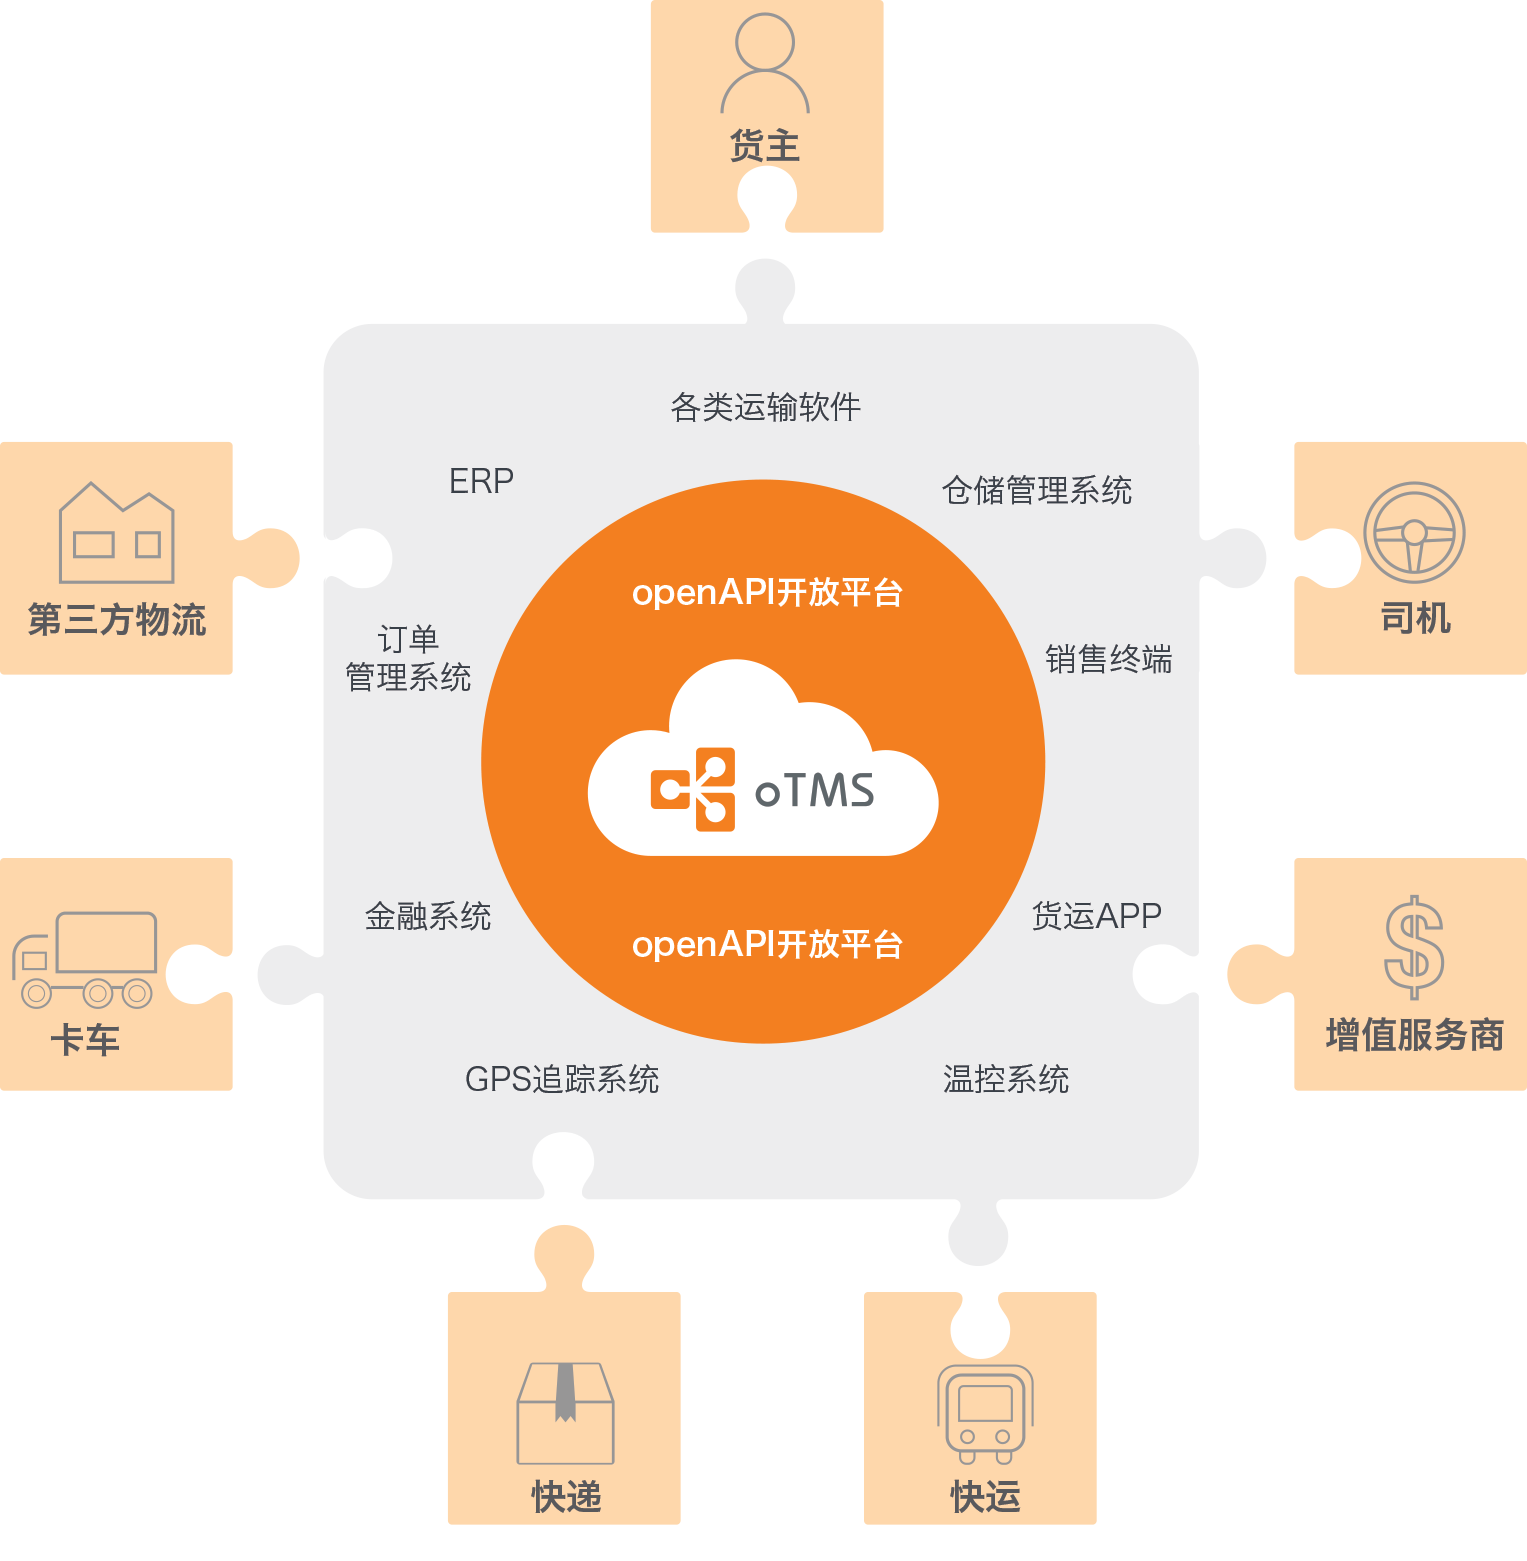 货主
各类运输软件
ERP
仓储管理系统
openAPI开放平台
第三方物流
司机
订单
管理系统
销售终端
oTMS
金融系统
货运APP
openAPI开放平台
卡车
增值服务商
GPS追踪系统
温控系统
快递
快运